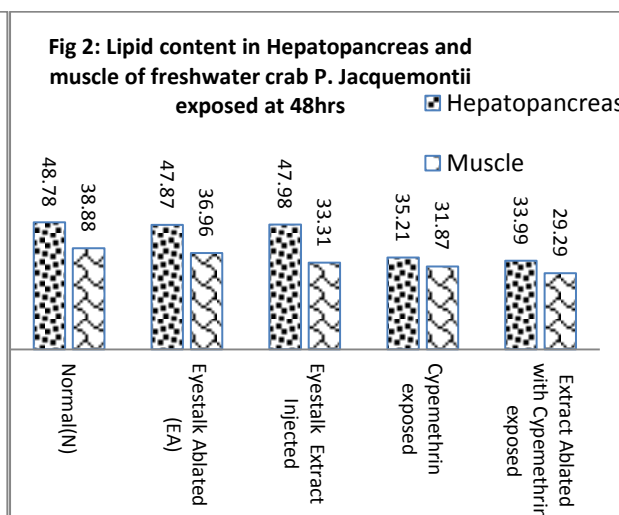 Fig 2: Lipid content in Hepatopancreas and
muscle of freshwater crab P. Jacquemontii
exposed at 48hrs
Hepatopancreas
Muscle
48.78
38.88
47.87
36.96
47.98
33.31
35.21
31.87
33.99
29.29
Normal(N)
Eyestalk Ablated
(EA)
Eyestalk Extract
Injected
Cypemethrin
exposed
Extract Ablated
with Cypemethrin
exposed